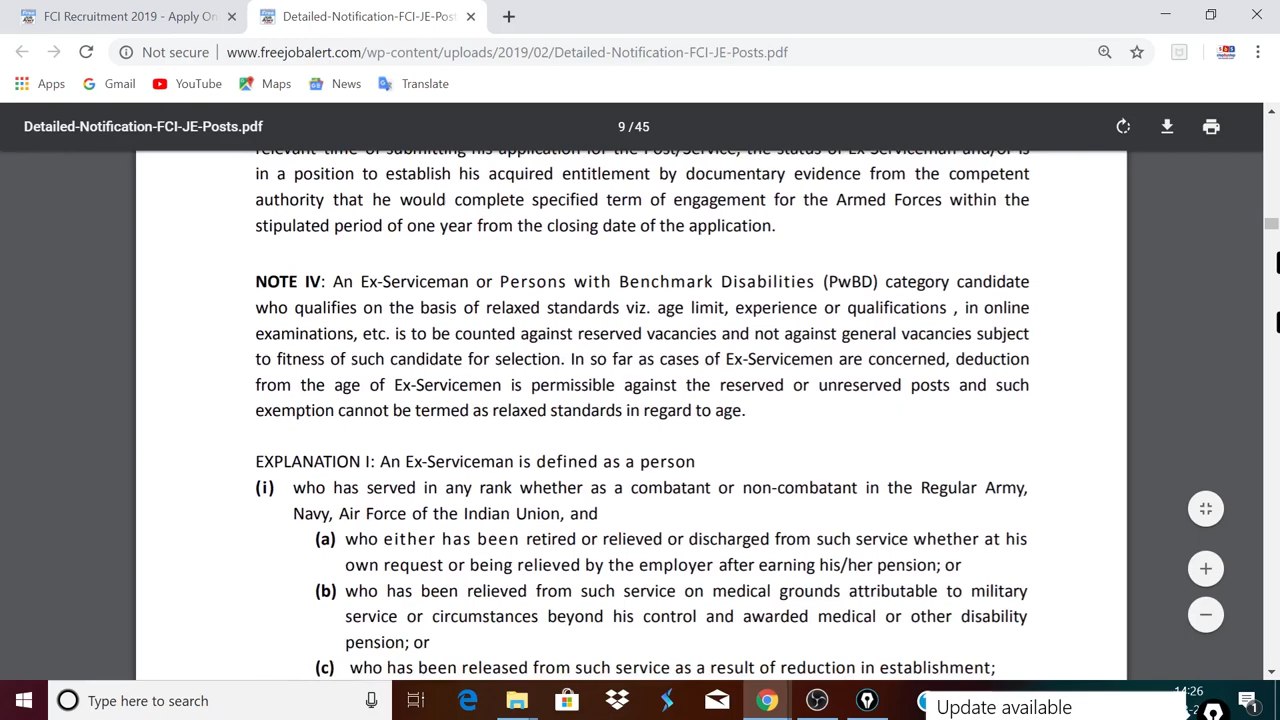 FCI Recruitment 2019 - Apply On
Detailed-Notification-FCI-JE-Post
Not secure
www.freejobalert.com/wp-content/uploads/2019/02/Detailed-Notification-FCI-JE-Posts.pdf
Apps
Gmail
YouTube
Maps
News
Translate
Detailed-Notification-FCI-JE-Posts.pdf
9 / 45
relevant time of submitting his application for the Post/Service, the status of Ex-Serviceman and/or is
in a position to establish his acquired entitlement by documentary evidence from the competent
authority that he would complete specified term of engagement for the Armed Forces within the
stipulated period of one year from the closing date of the application.
NOTE IV: An Ex-Serviceman or Persons with Benchmark Disabilities (PwBD) category candidate
who qualifies on the basis of relaxed standards viz. age limit, experience or qualifications , in online
examinations, etc. is to be counted against reserved vacancies and not against general vacancies subject
to fitness of such candidate for selection. In so far as cases of Ex-Servicemen are concerned, deduction
from the age of Ex-Servicemen is permissible against the reserved or unreserved posts and such
exemption cannot be termed as relaxed standards in regard to age.
EXPLANATION I: An Ex-Serviceman is defined as a person
(i) who has served in any rank whether as a combatant or non-combatant in the Regular Army,
Navy, Air Force of the Indian Union, and
(a) who either has been retired or relieved or discharged from such service whether at his
own request or being relieved by the employer after earning his/her pension; or
(b) who has been relieved from such service on medical grounds attributable to military
service or circumstances beyond his control and awarded medical or other disability
pension; or
(c) who has been released from such service as a result of reduction in establishment;
Type here to search
14:26
Update available
1